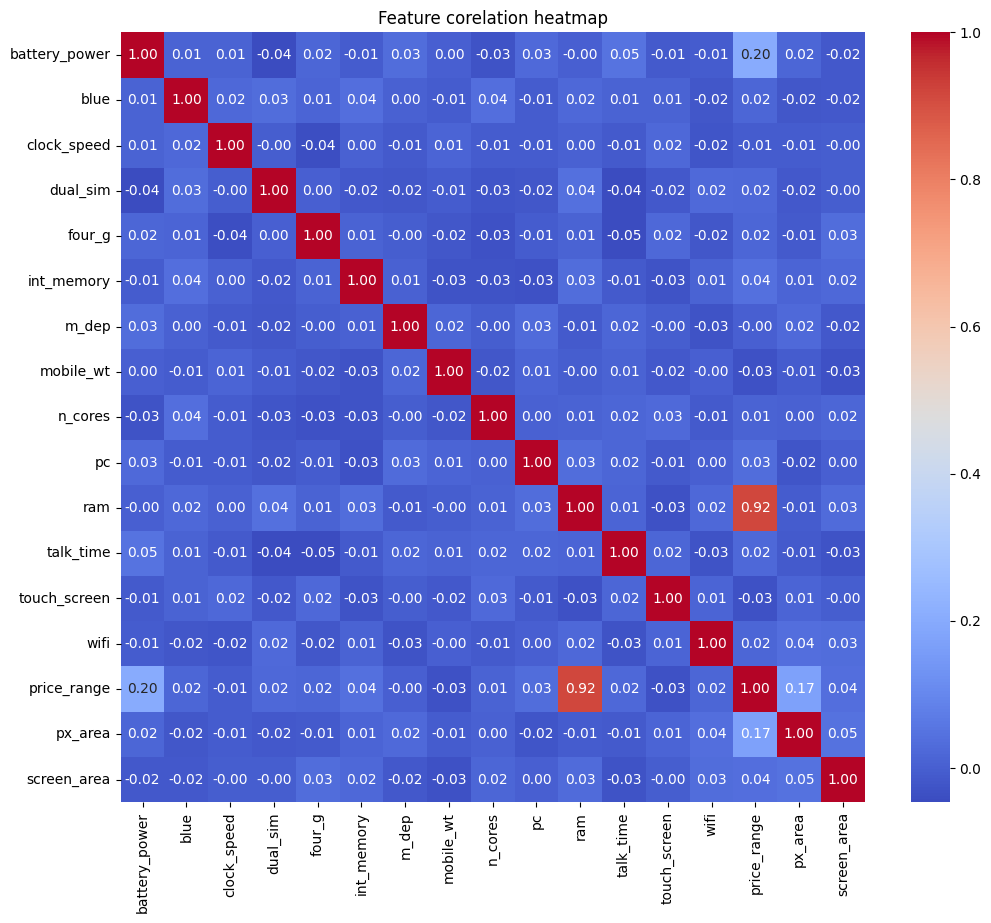 Feature corelation heatmap
battery_power 1.00 0.01 0.01 -0.04 0.02 -0.01 0.03 0.00 -0.03 0.03 -0.00 0.05 -0.01 -0.01 0.20 0.02 -0.02
blue 0.01 1.00 0.02 0.03 0.01 0.04 0.00 -0.01 0.04 -0.01 0.02 0.01 0.01 -0.02 0.02 -0.02 -0.02
clock_speed 0.01 0.02 1.00 -0.00 -0.04 0.00 -0.01 0.01 -0.01 -0.01 0.00 -0.01 0.02 -0.02 -0.01 -0.01 -0.00
dual_sim -0.04 0.03 -0.00 1.00 0.00 -0.02 -0.02 -0.01 -0.03 -0.02 0.04 -0.04 -0.02 0.02 0.02 -0.02 -0.00
four_g 0.02 0.01 -0.04 0.00 1.00 0.01 -0.00 -0.02 -0.03 -0.01 0.01 -0.05 0.02 -0.02 0.02 -0.01 0.03
int_memory -0.01 0.04 0.00 -0.02 0.01 1.00 0.01 -0.03 -0.03 -0.03 0.03 -0.01 -0.03 0.01 0.04 0.01 0.02
m_dep 0.03 0.00 -0.01 -0.02 -0.00 0.01 1.00 0.02 -0.00 0.03 -0.01 0.02 -0.00 -0.03 -0.00 0.02 -0.02
mobile_wt 0.00 -0.01 0.01 -0.01 -0.02 -0.03 0.02 1.00 -0.02 0.01 -0.00 0.01 -0.02 -0.00 -0.03 -0.01 -0.03
n_cores -0.03 0.04 -0.01 -0.03 -0.03 -0.03 -0.00 -0.02 1.00 0.00 0.01 0.02 0.03 -0.01 0.01 0.00 0.02
pc 0.03 -0.01 -0.01 -0.02 -0.01 -0.03 0.03 0.01 0.00 1.00 0.03 0.02 -0.01 0.00 0.03 -0.02 0.00
ram -0.00 0.02 0.00 0.04 0.01 0.03 -0.01 -0.00 0.01 0.03 1.00 0.01 -0.03 0.02 0.92 -0.01 0.03
talk_time 0.05 0.01 -0.01 -0.04 -0.05 -0.01 0.02 0.01 0.02 0.02 0.01 1.00 0.02 -0.03 0.02 -0.01 -0.03
touch_screen -0.01 0.01 0.02 -0.02 0.02 -0.03 -0.00 -0.02 0.03 -0.01 -0.03 0.02 1.00 0.01 -0.03 0.01 -0.00
wifi -0.01 -0.02 -0.02 0.02 -0.02 0.01 -0.03 -0.00 -0.01 0.00 0.02 -0.03 0.01 1.00 0.02 0.04 0.03
price_range 0.20 0.02 -0.01 0.02 0.02 0.04 -0.00 -0.03 0.01 0.03 0.92 0.02 -0.03 0.02 1.00 0.17 0.04
px_area 0.02 -0.02 -0.01 -0.02 -0.01 0.01 0.02 -0.01 0.00 -0.02 -0.01 -0.01 0.01 0.04 0.17 1.00 0.05
screen_area -0.02 -0.02 -0.00 -0.00 0.03 0.02 -0.02 -0.03 0.02 0.00 0.03 -0.03 -0.00 0.03 0.04 0.05 1.00
battery_power blue clock_speed dual_sim four_g int_memory m_dep mobile_wt n_cores pc ram talk_time touch_screen wifi price_range px_area screen_area
1.0
0.8
0.6
0.4
0.2
0.0